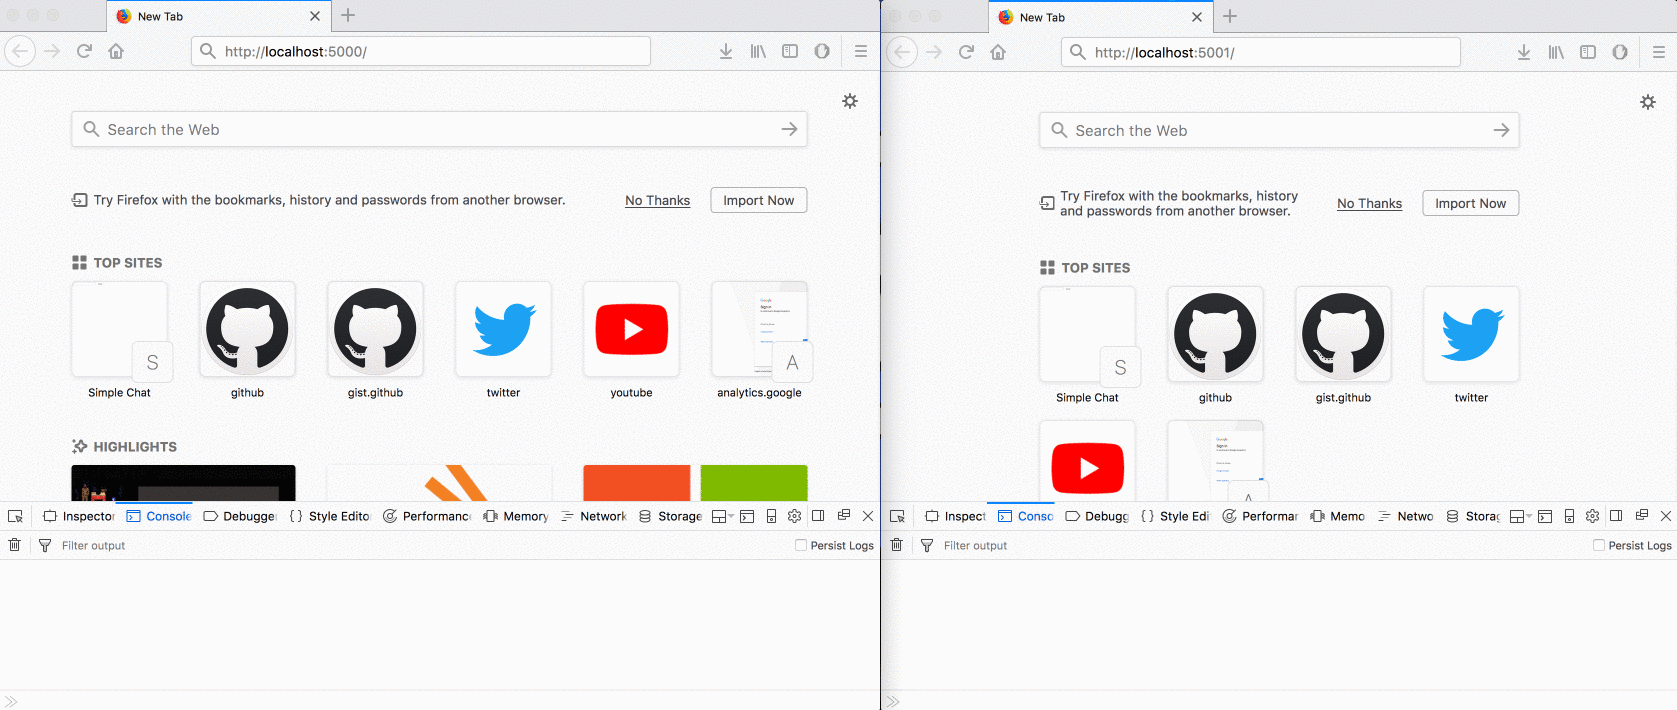 New Tab
http://localhost:5000/
Search the Web
Try Firefox with the bookmarks, history and passwords from another browser.
No Thanks
Import Now
TOP SITES
S
A
Simple Chat
github
gist.github
twitter
youtube
analytics.google
HIGHLIGHTS
Inspector Console Debugger Style Editor Performance Memory Network Storage
Filter output
Persist Logs
New Tab
http://localhost:5001/
Search the Web
Try Firefox with the bookmarks, history
and passwords from another browser.
No Thanks
Import Now
TOP SITES
S
Simple Chat
github
gist.github
twitter
A
Inspect Conso Debugg Style Edi Performar Memo Netwo Storag
Filter output
Persist Logs